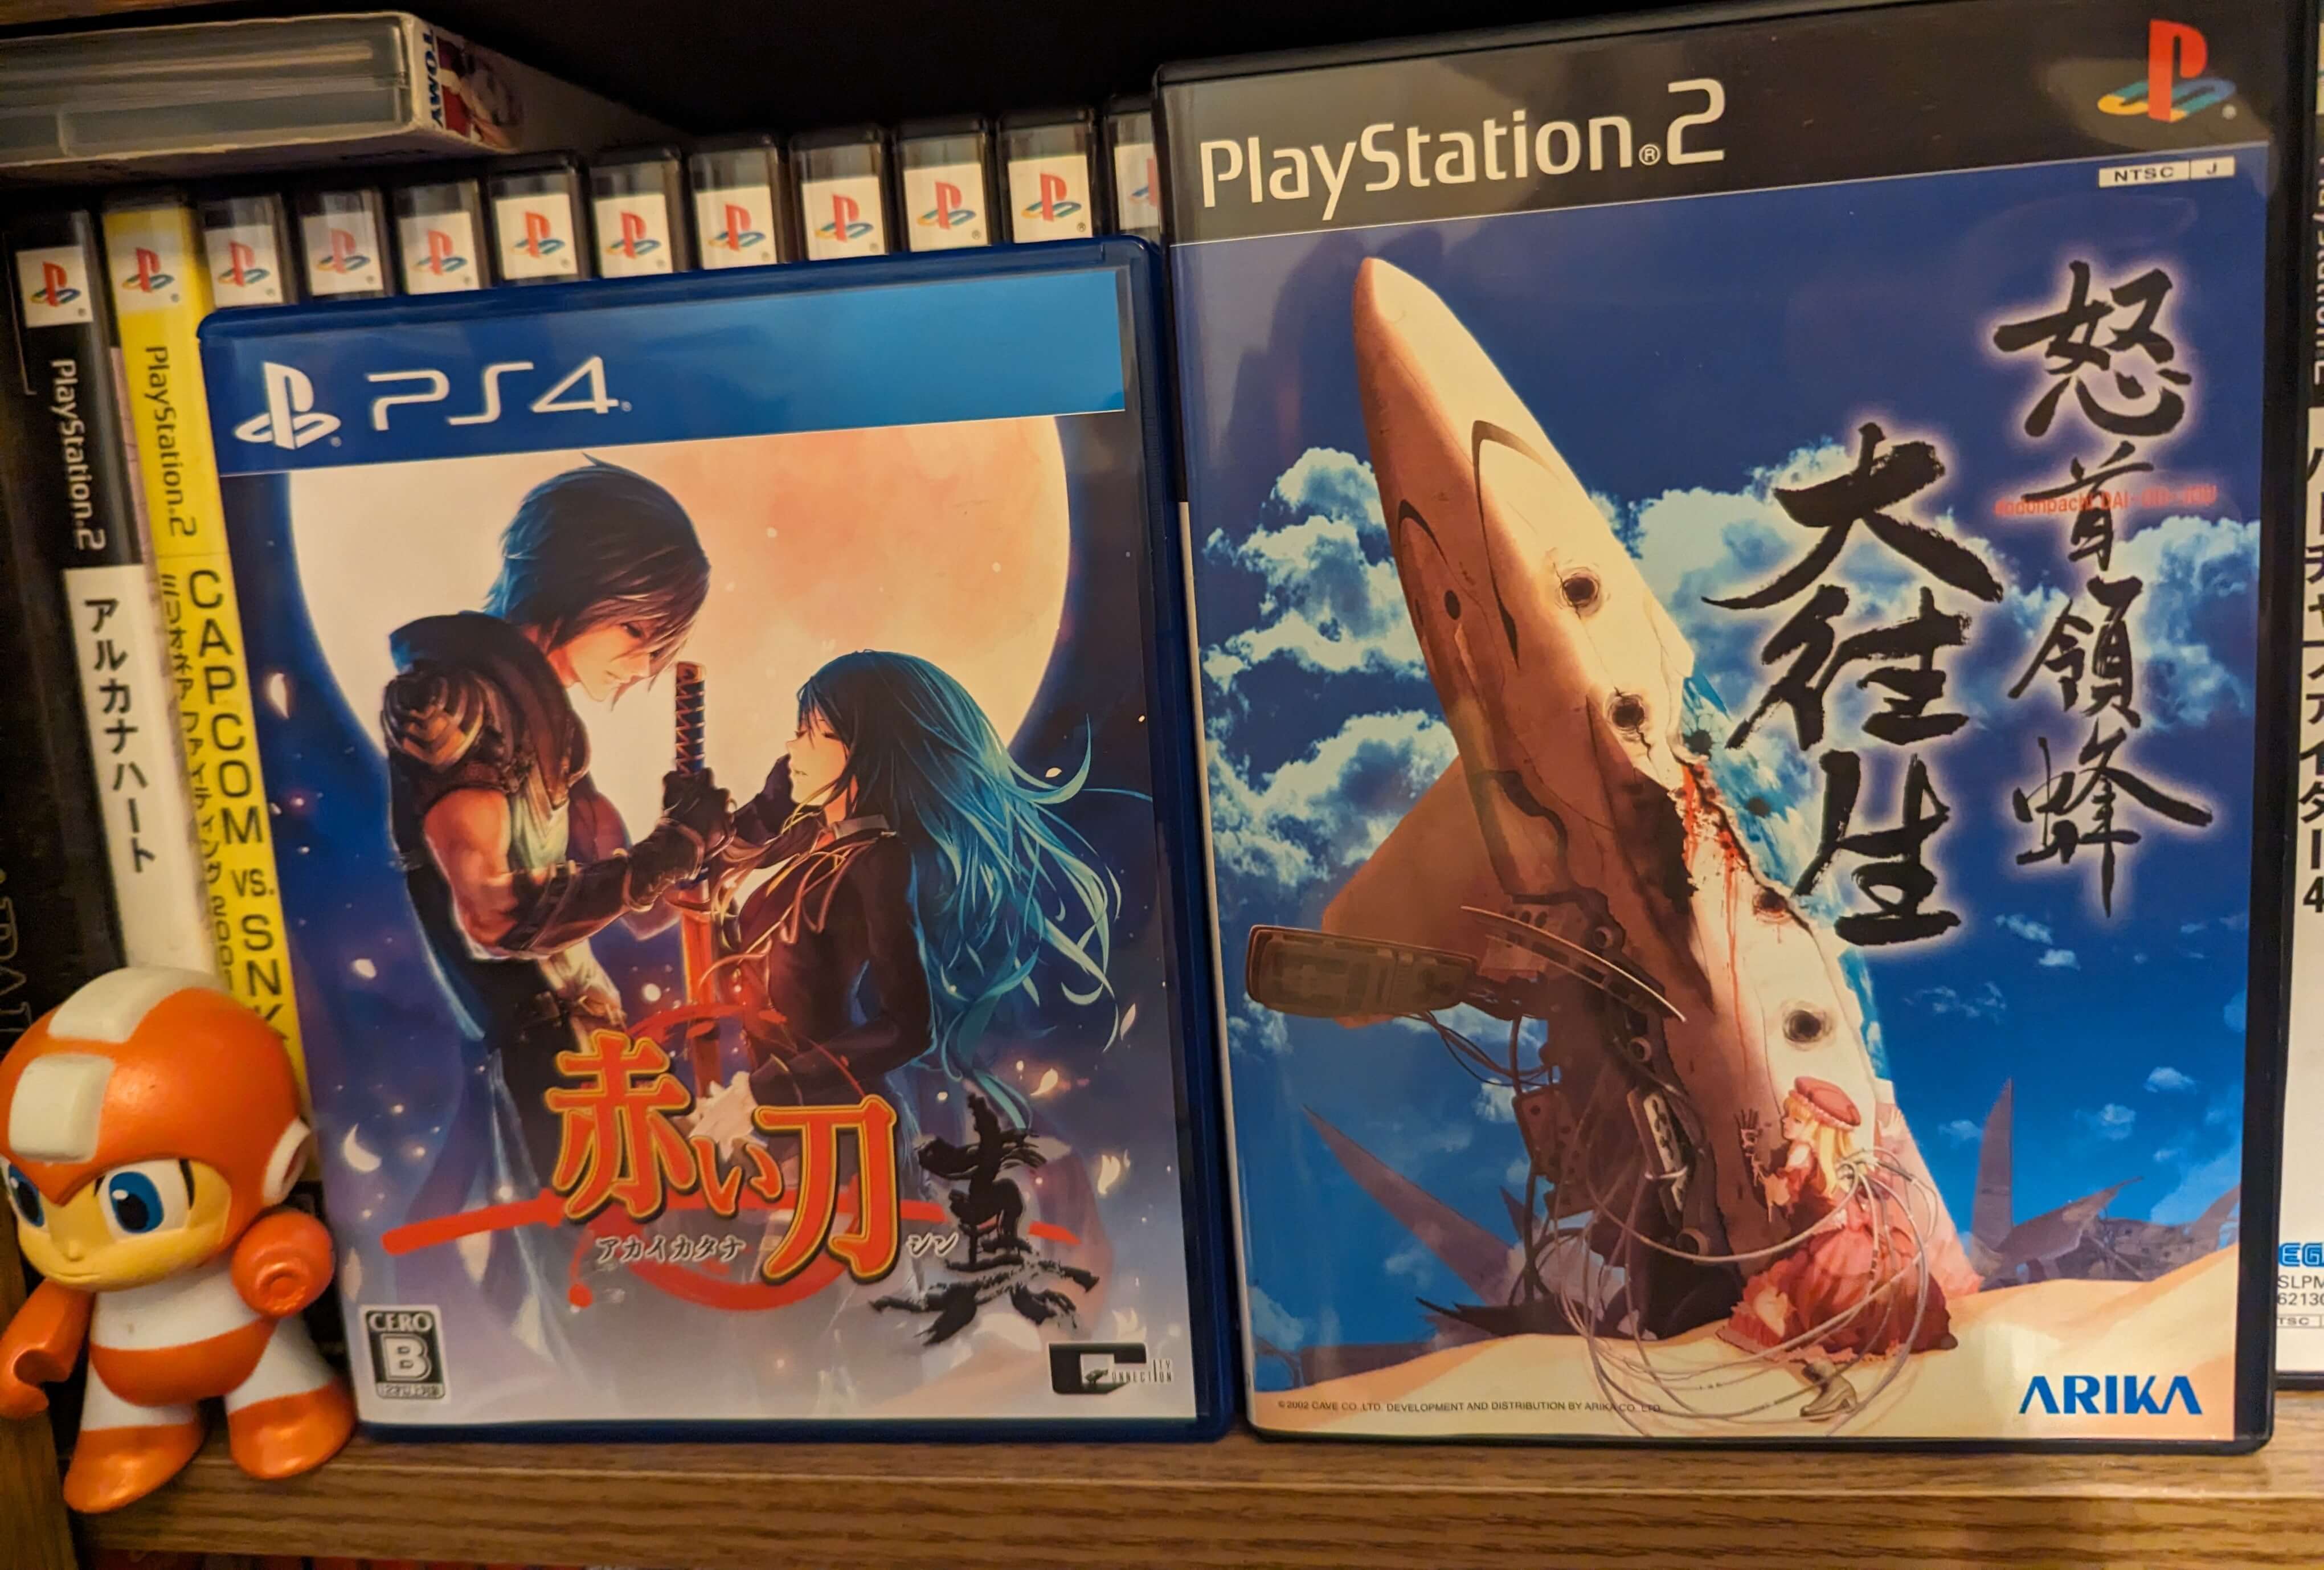 TOMY
PlayStation.2
アルカナハート
PlayStation.2
CAPCOM VS. SNK
ミリオネア ファイティング 2001
PS4
赤い刀
真
アカイカタナ
シン
CERO
B
CITY
CONNECTION
PlayStation®2
NTSC J
怒首領蜂
大往生
©2002 CAVE CO.,LTD. DEVELOPMENT AND DISTRIBUTION BY ARIKA CO.,LTD.
ARIKA
SLPM